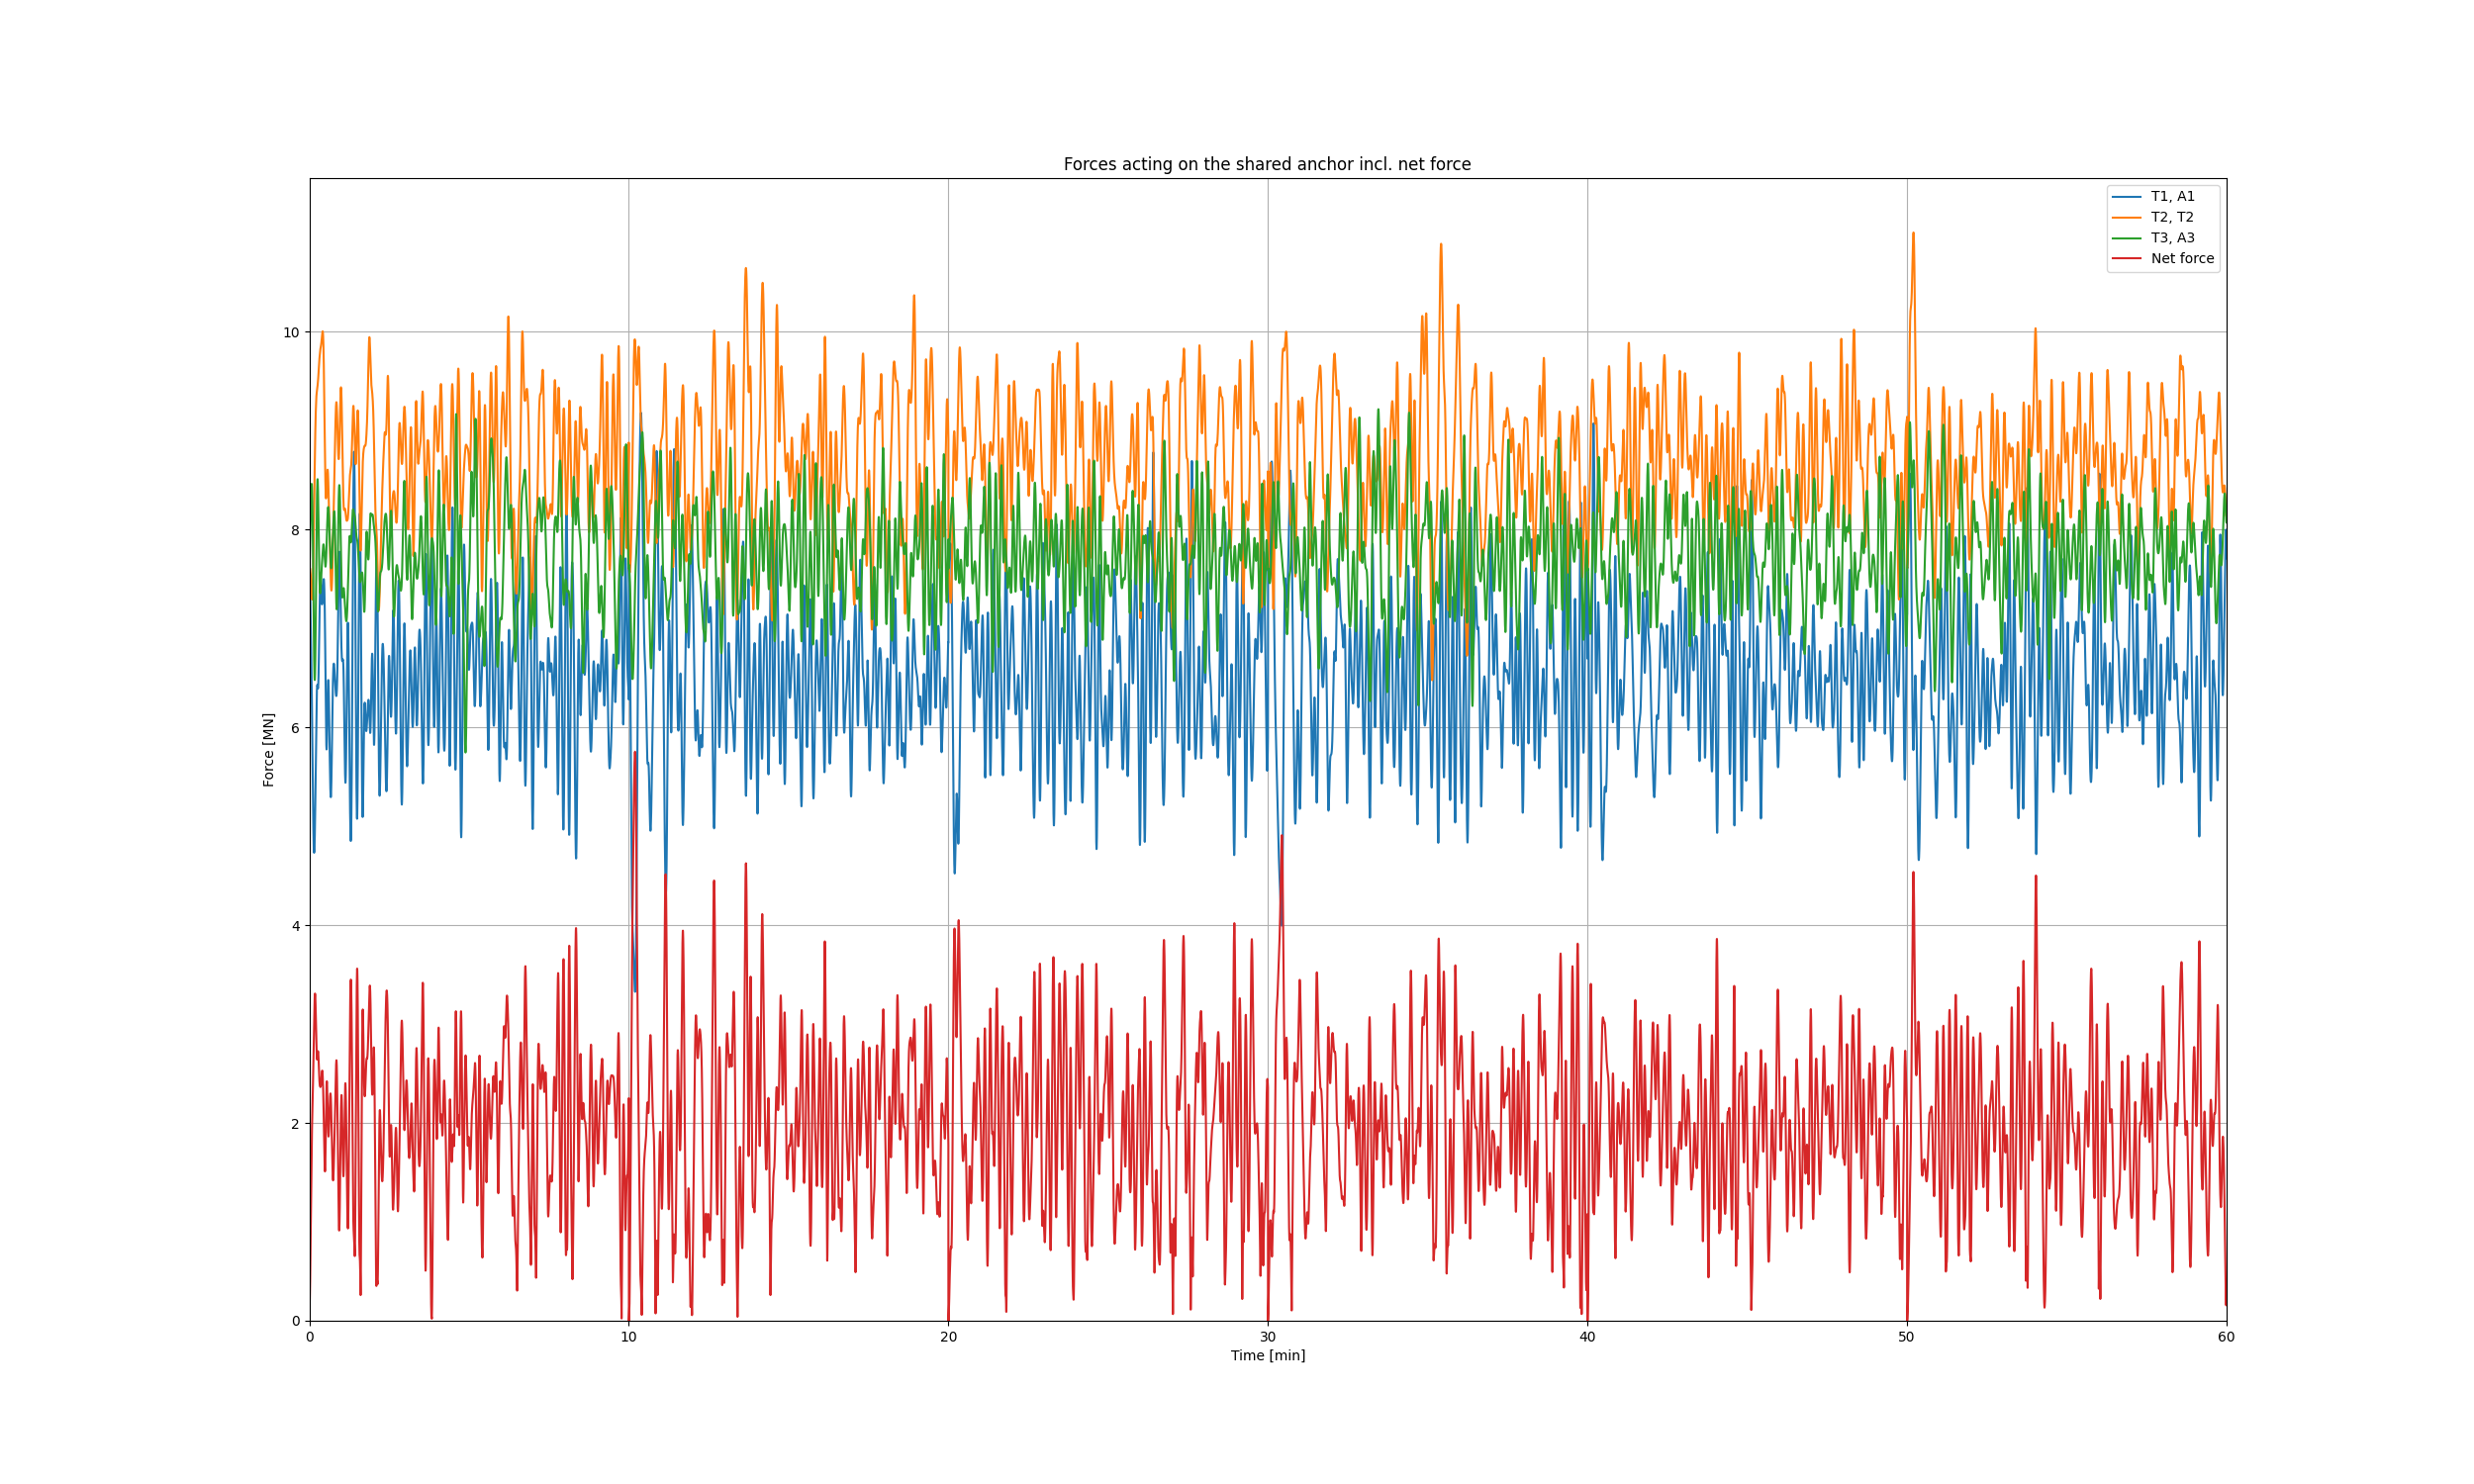 Forces acting on the shared anchor incl. net force
T1, A1
T2, T2
T3, A3
Net force
10
8
6
4
2
0
Force [MN]
0 10 20 30 40 50 60
Time [min]